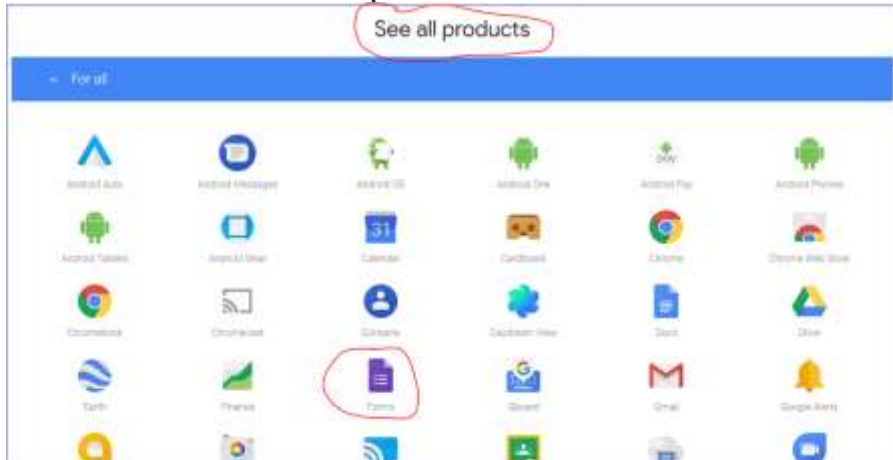 See all products
For all
Android Auto
Android Messages
Android OS
Android One
Android Pay
Android Phones
Android Tablets
Android Wear
31
Calendar
Cardboard
Chrome
Chrome Web Store
Chromebook
Chromecast
Contacts
Daydream View
Docs
Drive
Earth
Finance
Forms
Gboard
Gmail
Google Alerts